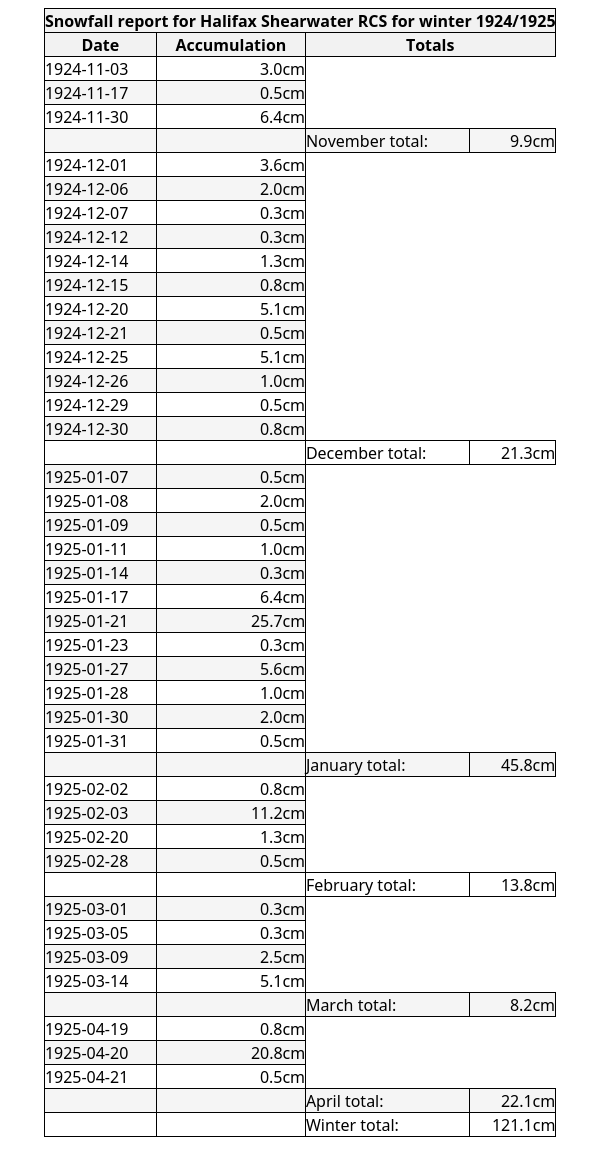 Snowfall report for Halifax Shearwater RCS for winter 1924/1925
Date Accumulation Totals
1924-11-03 3.0cm
1924-11-17 0.5cm
1924-11-30 6.4cm
November total: 9.9cm
1924-12-01 3.6cm
1924-12-06 2.0cm
1924-12-07 0.3cm
1924-12-12 0.3cm
1924-12-14 1.3cm
1924-12-15 0.8cm
1924-12-20 5.1cm
1924-12-21 0.5cm
1924-12-25 5.1cm
1924-12-26 1.0cm
1924-12-29 0.5cm
1924-12-30 0.8cm
December total: 21.3cm
1925-01-07 0.5cm
1925-01-08 2.0cm
1925-01-09 0.5cm
1925-01-11 1.0cm
1925-01-14 0.3cm
1925-01-17 6.4cm
1925-01-21 25.7cm
1925-01-23 0.3cm
1925-01-27 5.6cm
1925-01-28 1.0cm
1925-01-30 2.0cm
1925-01-31 0.5cm
January total: 45.8cm
1925-02-02 0.8cm
1925-02-03 11.2cm
1925-02-20 1.3cm
1925-02-28 0.5cm
February total: 13.8cm
1925-03-01 0.3cm
1925-03-05 0.3cm
1925-03-09 2.5cm
1925-03-14 5.1cm
March total: 8.2cm
1925-04-19 0.8cm
1925-04-20 20.8cm
1925-04-21 0.5cm
April total: 22.1cm
Winter total: 121.1cm